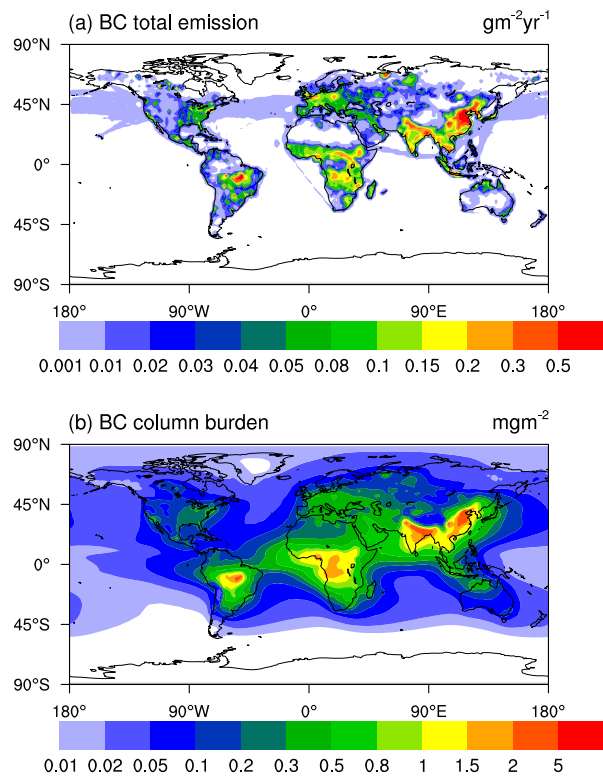 (a) BC total emission gm⁻²yr⁻¹
90°N
45°N
0°
45°S
90°S
180° 90°W 0° 90°E 180°
0.001 0.01 0.02 0.03 0.04 0.05 0.08 0.1 0.15 0.2 0.3 0.5
(b) BC column burden mgm⁻²
90°N
45°N
0°
45°S
90°S
180° 90°W 0° 90°E 180°
0.01 0.02 0.05 0.1 0.2 0.3 0.5 0.8 1 1.5 2 5